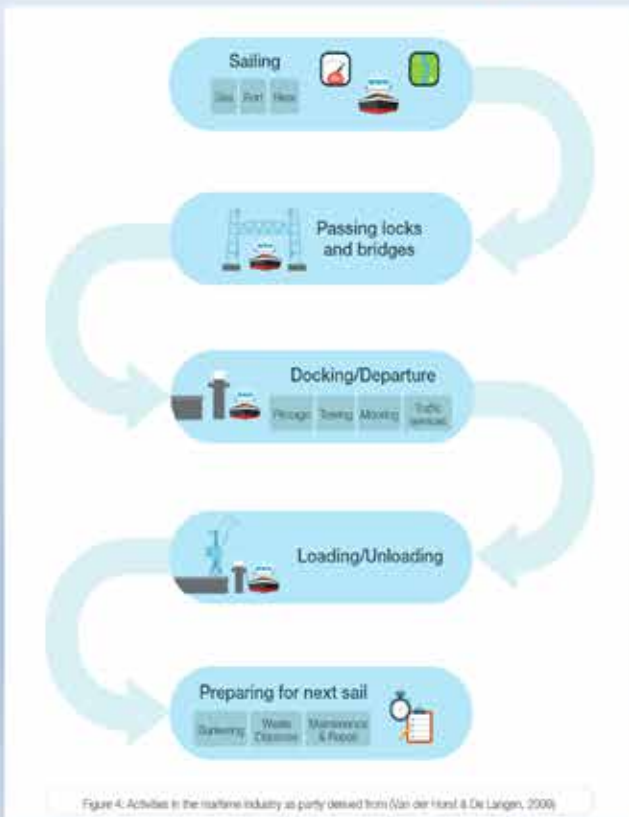 Sailing
Sea Port River
Passing locks
and bridges
Docking/Departure
Pilotage Towing Mooring Traffic
services
Loading/Unloading
Preparing for next sail
Bunkering Waste
Disposal Maintenance
& Repair
Figure 4: Activities in the maritime industry as partly derived from (Van der Horst & De Langen, 2008)